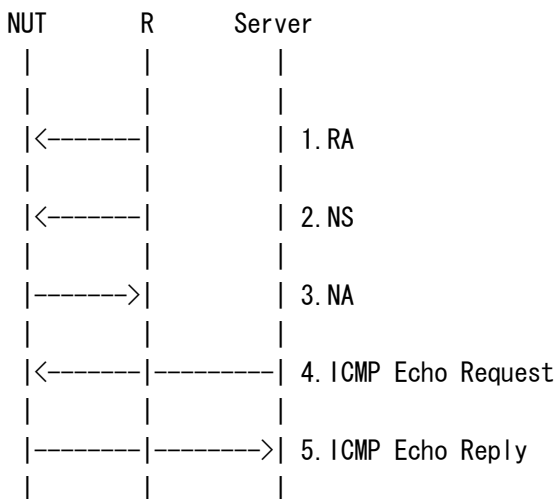 NUT R Server
1.RA
2.NS
3.NA
4.ICMP Echo Request
5.ICMP Echo Reply